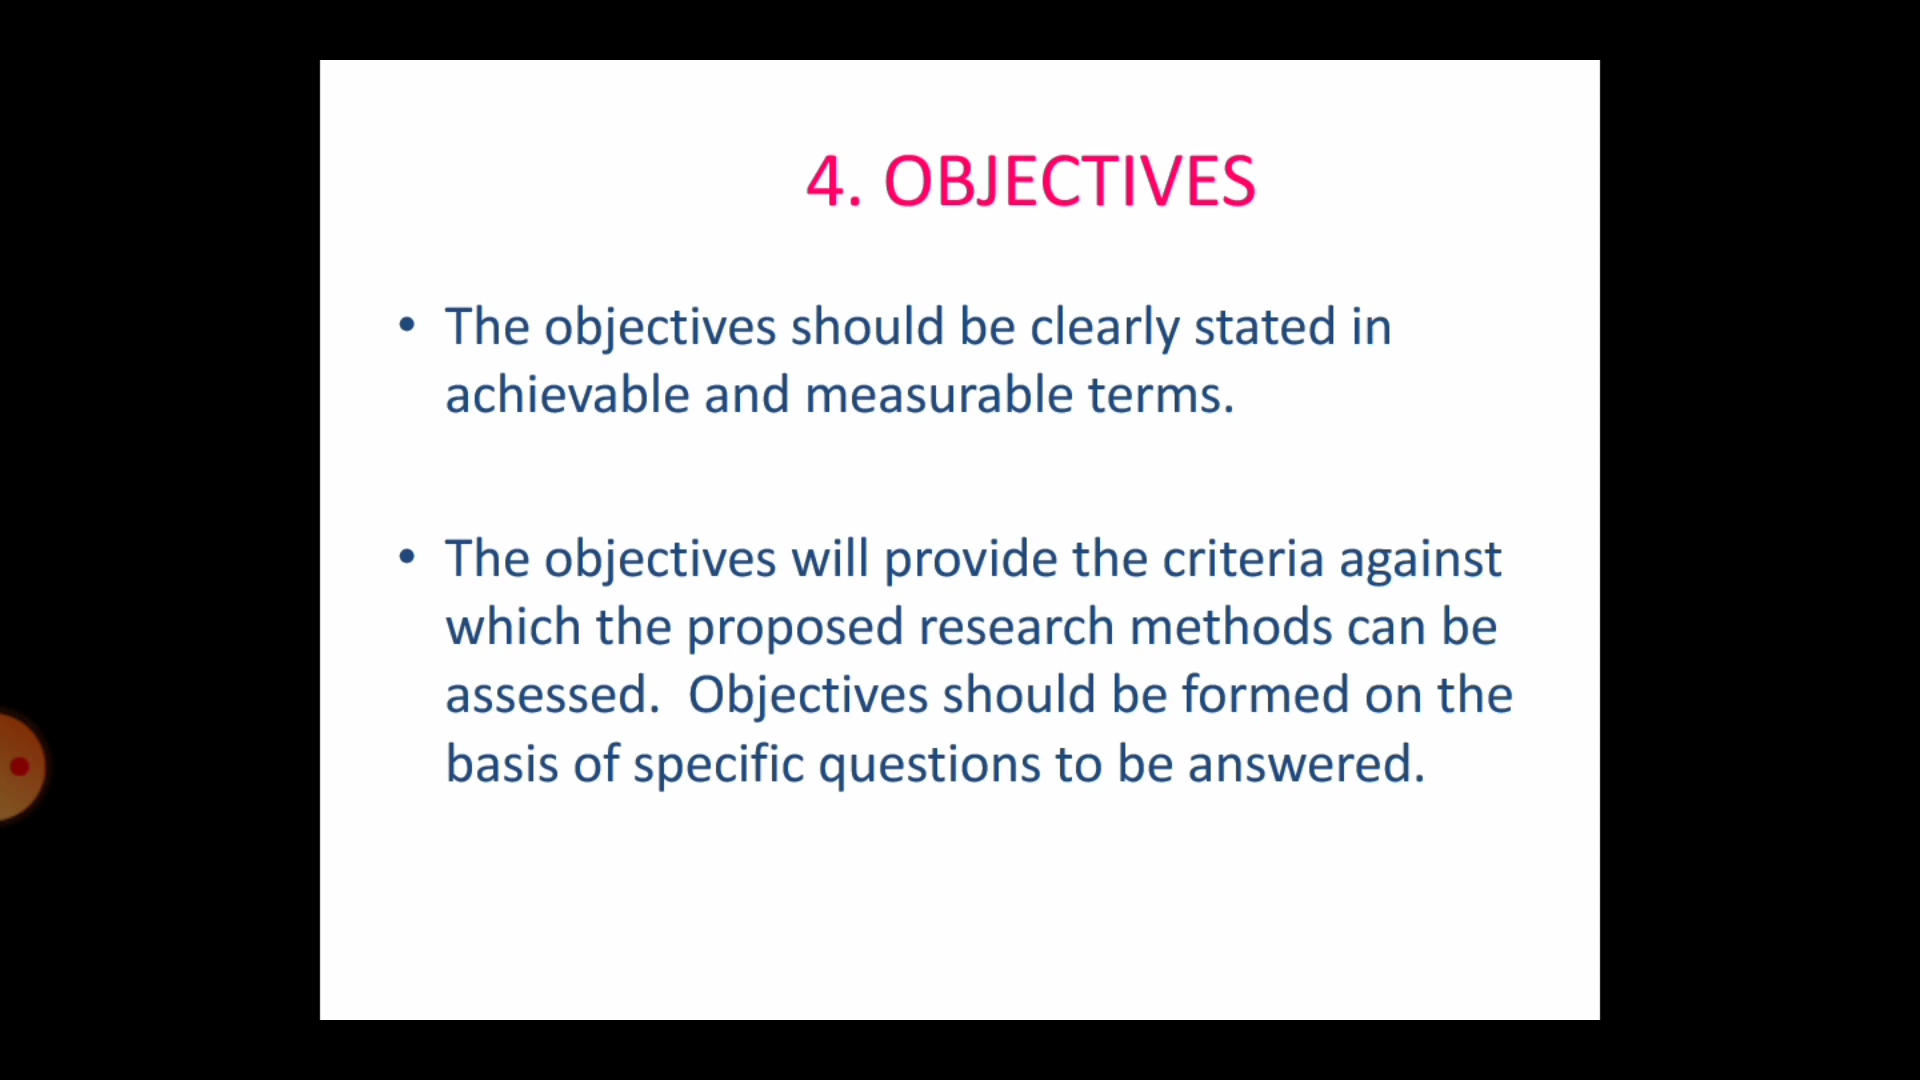 4. OBJECTIVES
• The objectives should be clearly stated in
achievable and measurable terms.
• The objectives will provide the criteria against
which the proposed research methods can be
assessed.  Objectives should be formed on the
basis of specific questions to be answered.